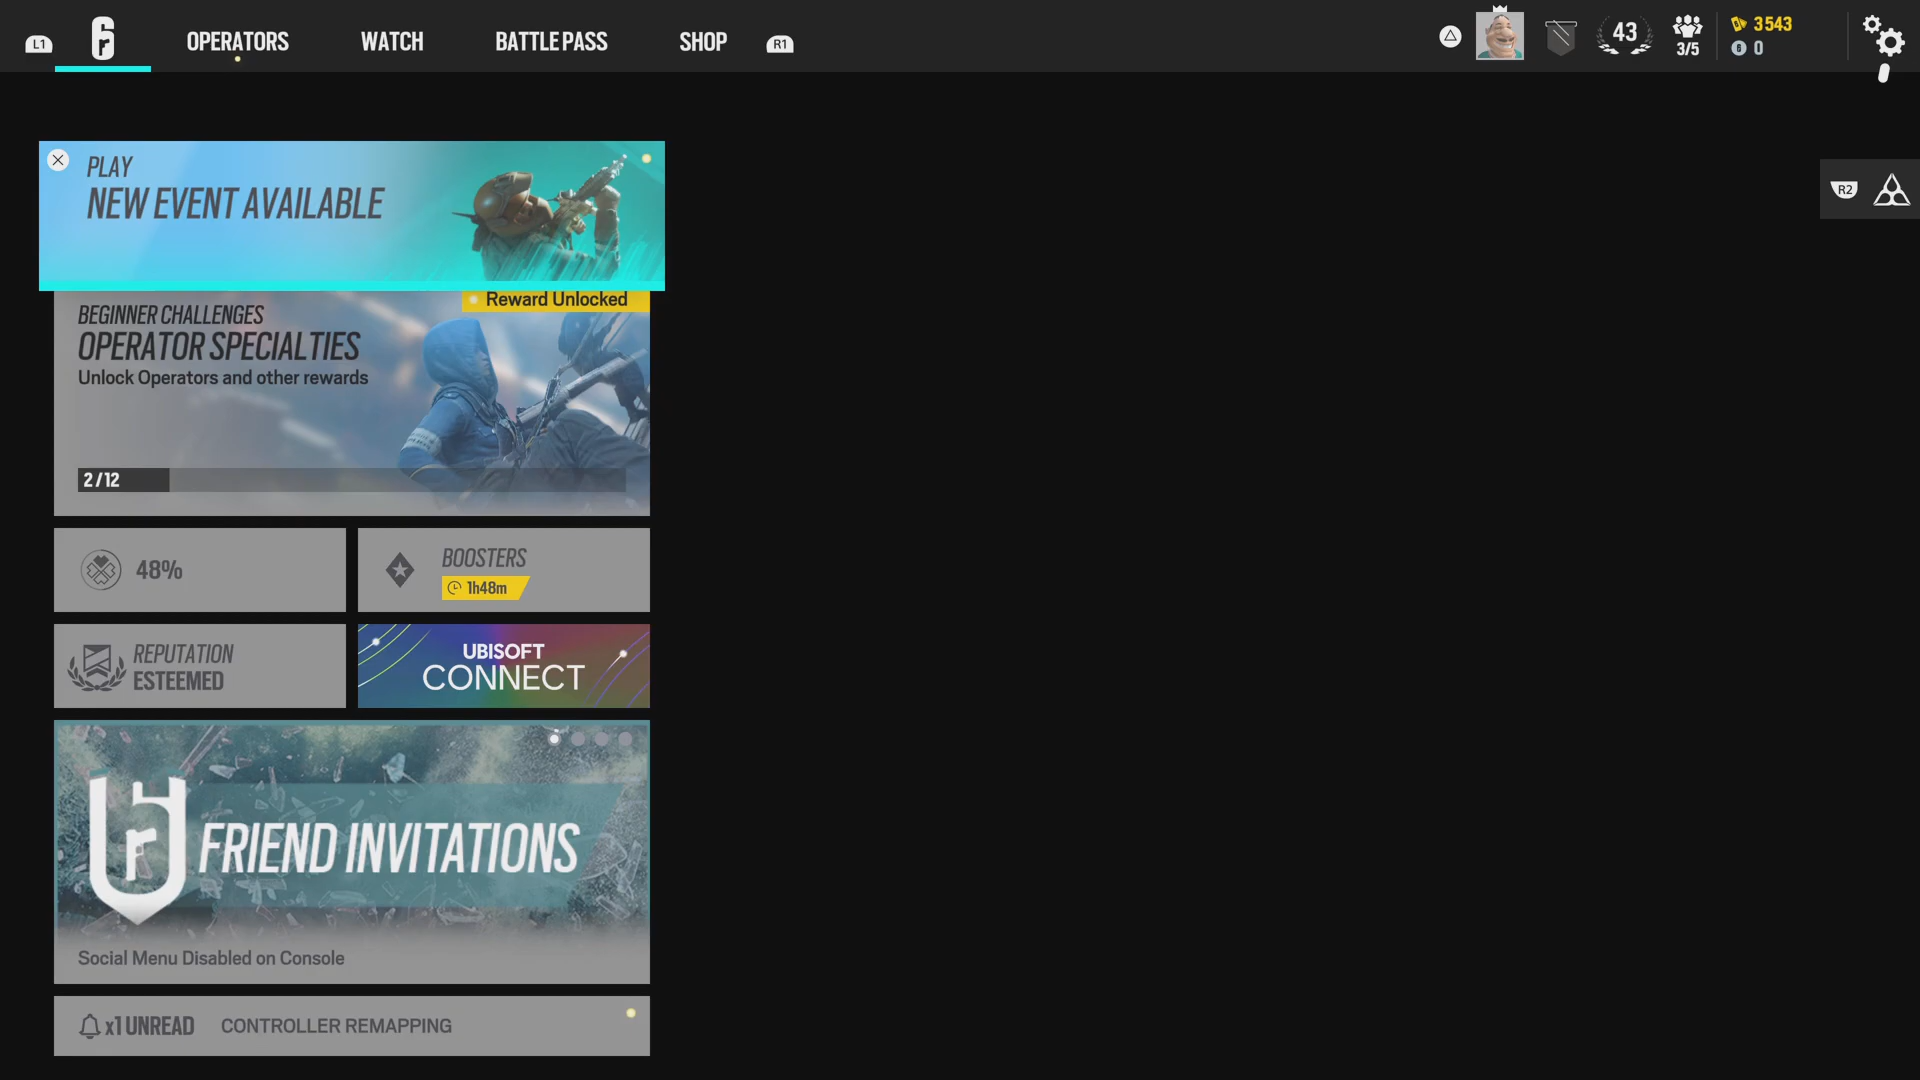 L1
OPERATORS
WATCH
BATTLE PASS
SHOP
R1
43
3/5
3543
0
PLAY
NEW EVENT AVAILABLE
R2
Reward Unlocked
BEGINNER CHALLENGES
OPERATOR SPECIALTIES
Unlock Operators and other rewards
2/12
48%
BOOSTERS
1h48m
REPUTATION
ESTEEMED
UBISOFT
CONNECT
FRIEND INVITATIONS
Social Menu Disabled on Console
x1 UNREAD CONTROLLER REMAPPING